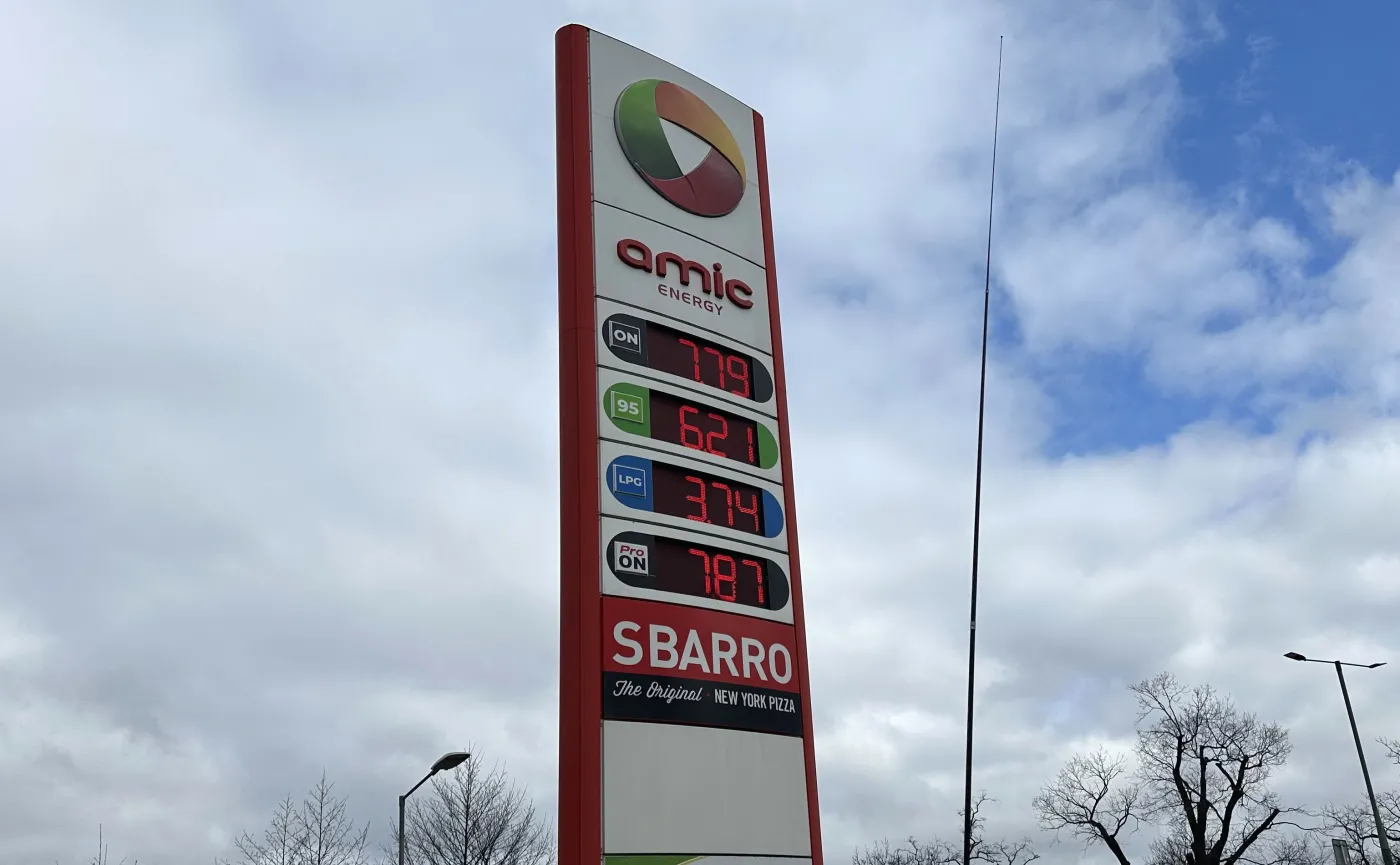 amic
ENERGY
ON 7.79
95 6.21
LPG 3.74
Pro
ON 7.87
SBARRO
The Original · NEW YORK PIZZA